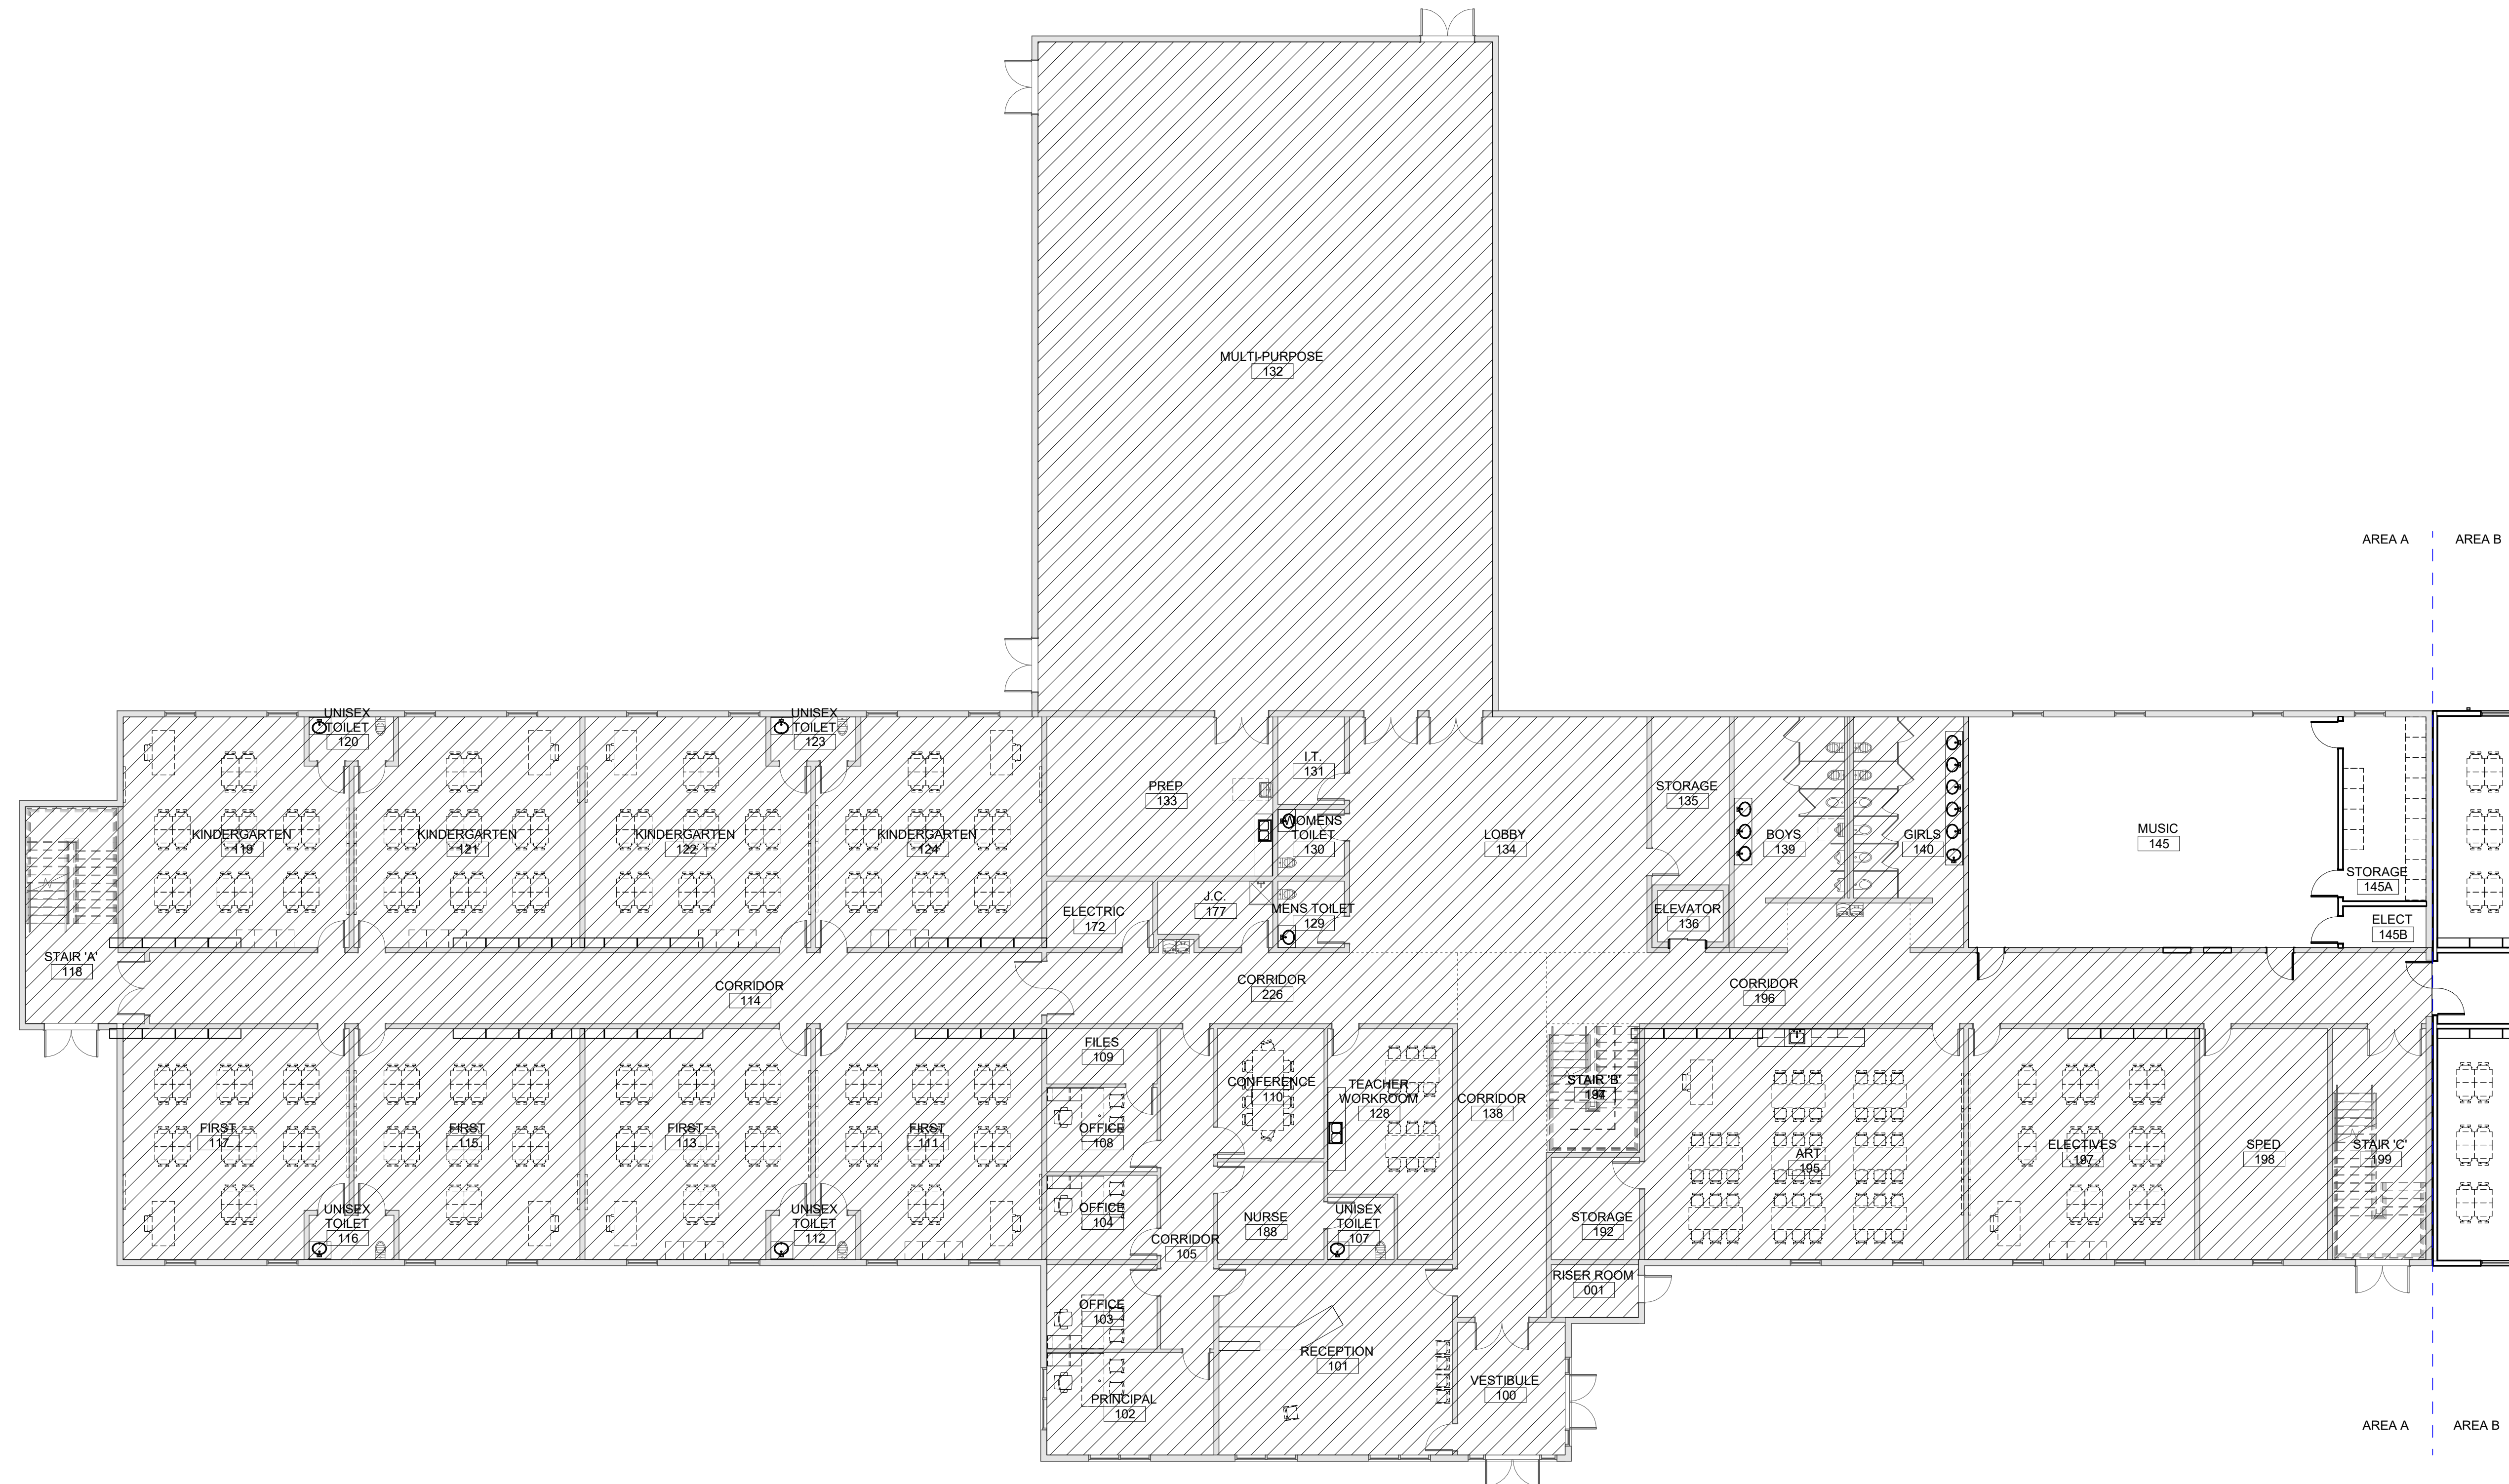 MULTI-PURPOSE
132
AREA A
AREA B
UNISEX
TOILET
120
UNISEX
TOILET
123
I.T.
131
PREP
133
STORAGE
135
KINDERGARTEN
119
KINDERGARTEN
121
KINDERGARTEN
122
KINDERGARTEN
124
WOMENS
TOILET
130
LOBBY
134
BOYS
139
GIRLS
140
MUSIC
145
STORAGE
145A
J.C.
177
ELECTRIC
172
MENS TOILET
129
ELEVATOR
136
ELECT
145B
STAIR 'A'
118
CORRIDOR
114
CORRIDOR
226
CORRIDOR
196
FILES
109
CONFERENCE
110
TEACHER
WORKROOM
128
CORRIDOR
138
STAIR 'B'
FIRST
117
FIRST
115
FIRST
113
FIRST
111
OFFICE
108
ART
195
ELECTIVES
197
SPED
198
STAIR 'C'
199
UNISEX
TOILET
116
UNISEX
TOILET
112
OFFICE
104
CORRIDOR
105
NURSE
188
UNISEX
TOILET
107
STORAGE
192
RISER ROOM
001
OFFICE
103
RECEPTION
101
VESTIBULE
100
PRINCIPAL
102
AREA A
AREA B